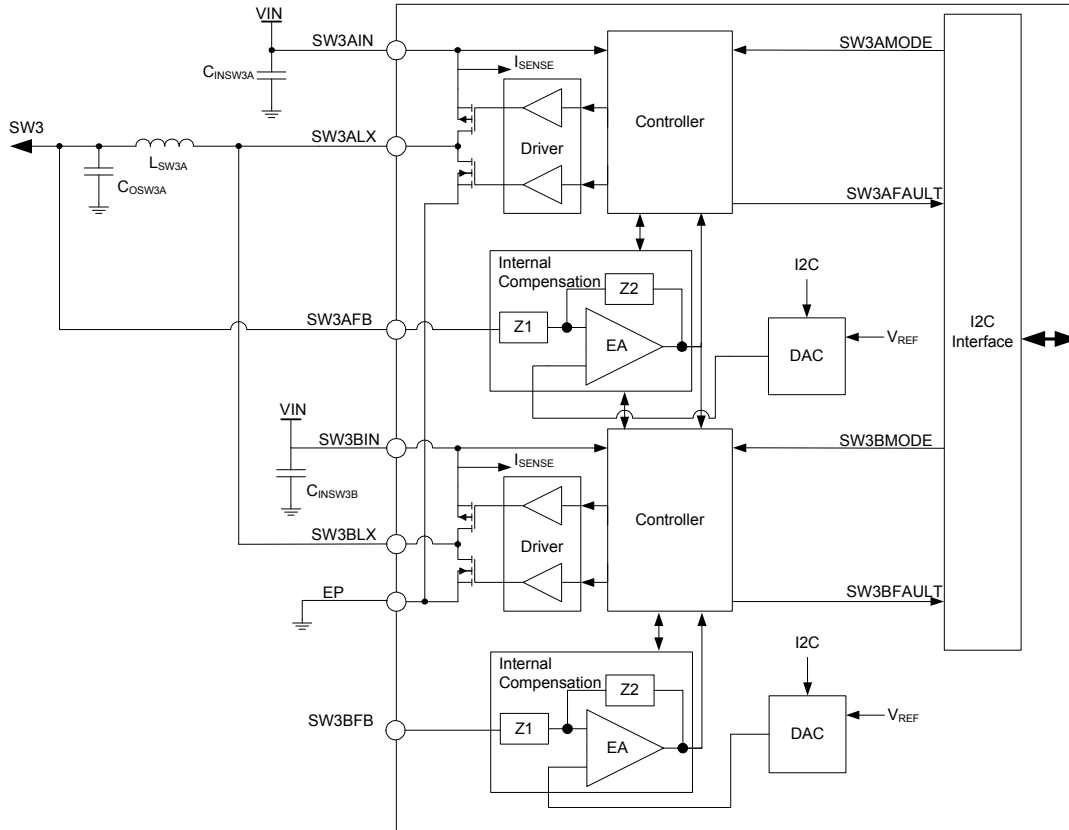 VIN
SW3AIN
CINSW3A
ISENSE
Controller
SW3AMODE
SW3
LSW3A
COSW3A
SW3ALX
Driver
SW3AFAULT
Internal
Compensation
Z2
Z1
EA
SW3AFB
I2C
DAC
VREF
I2C
Interface
VIN
SW3BIN
CINSW3B
ISENSE
Controller
SW3BMODE
SW3BLX
Driver
EP
SW3BFAULT
Internal
Compensation
Z2
Z1
EA
SW3BFB
I2C
DAC
VREF